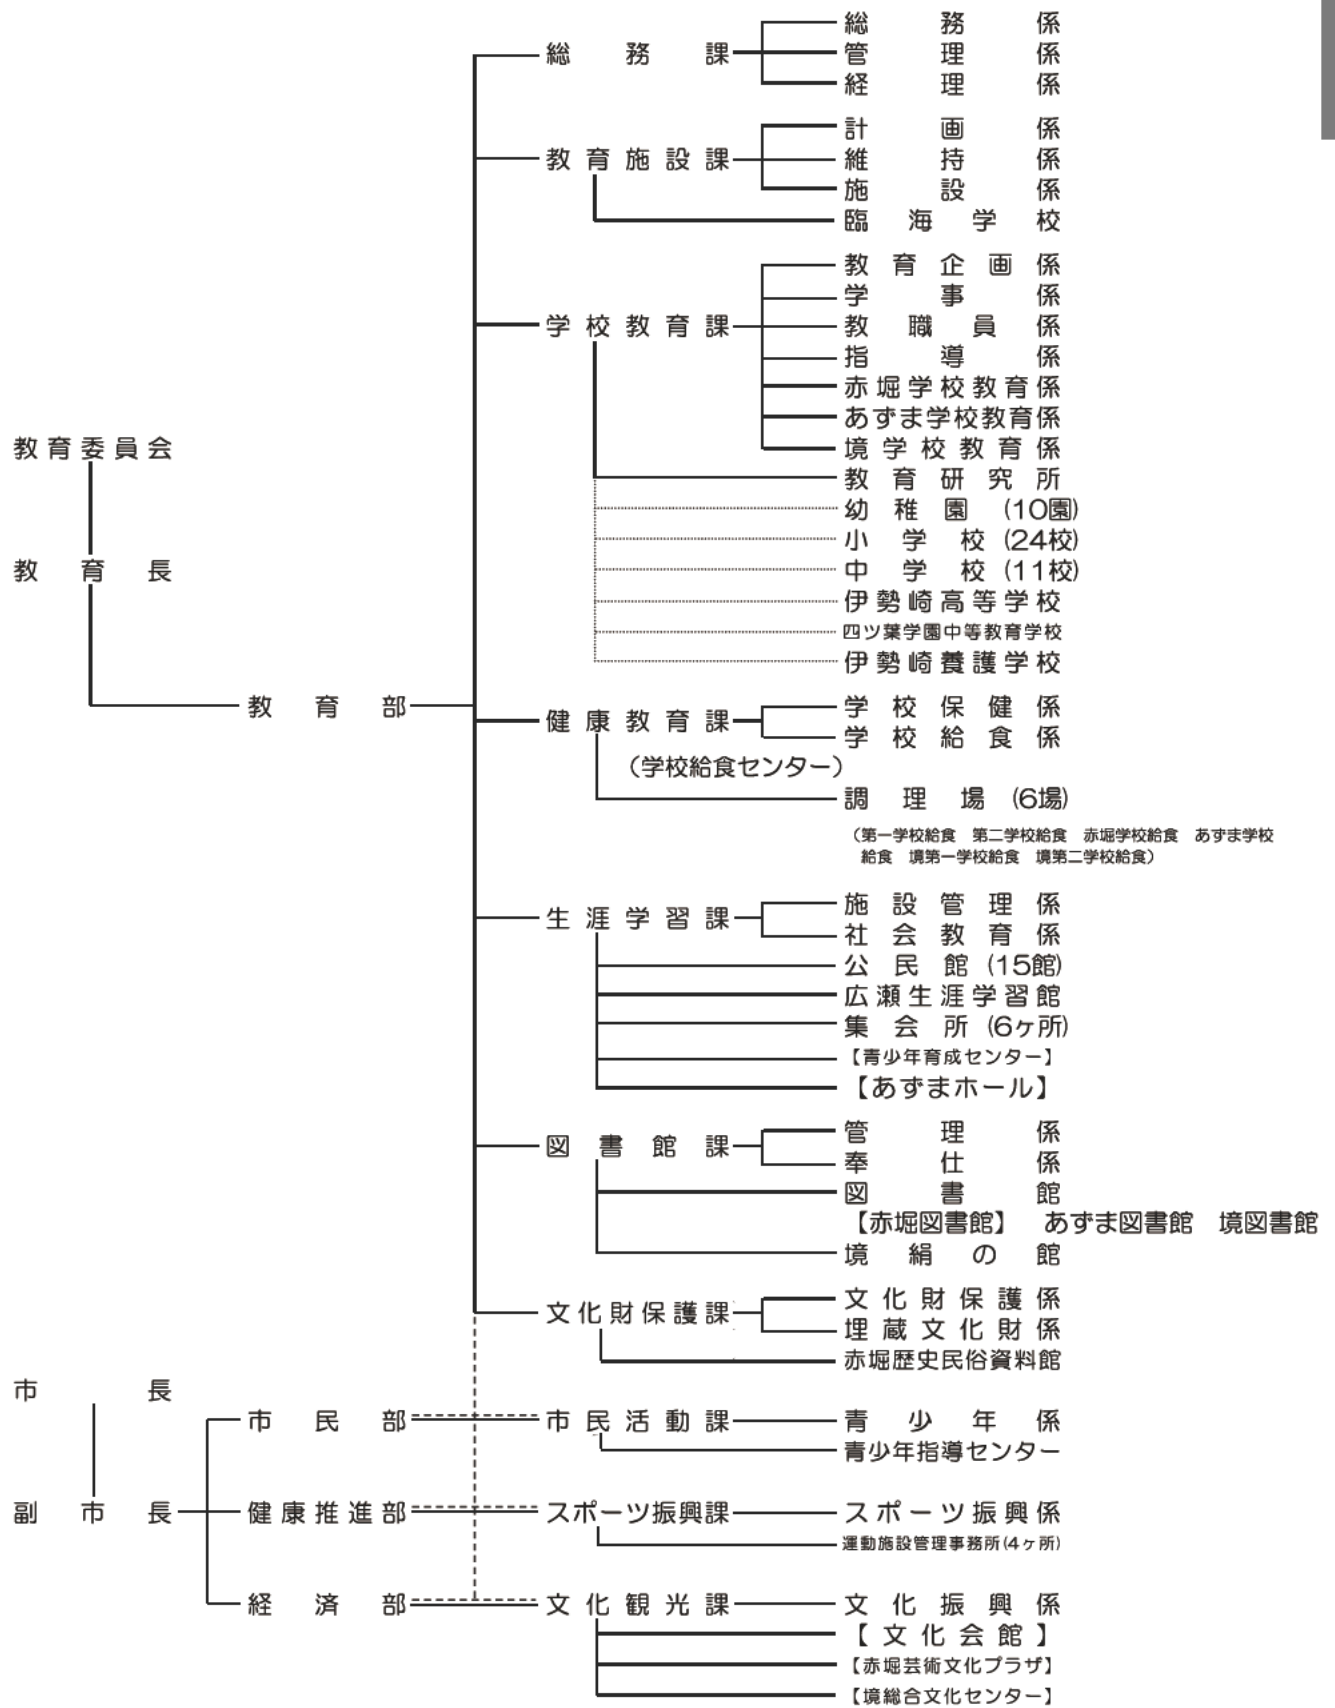 総務課
総務係
管理係
経理係
教育施設課
計画係
維持係
施設係
臨海学校
学校教育課
教育企画係
学事係
教職員係
指導係
赤堀学校教育係
あずま学校教育係
境学校教育係
教育研究所
幼稚園 (10園)
小学校 (24校)
中学校 (11校)
伊勢崎高等学校
四ツ葉学園中等教育学校
伊勢崎養護学校
教育委員会
教育長
教育部
健康教育課
（学校給食センター）
学校保健係
学校給食係
調理場 (6場)
（第一学校給食 第二学校給食 赤堀学校給食 あずま学校
給食 境第一学校給食 境第二学校給食）
生涯学習課
施設管理係
社会教育係
公民館 (15館)
広瀬生涯学習館
集会所 (6ヶ所)
【青少年育成センター】
【あずまホール】
図書館課
管理係
奉仕係
図書館
【赤堀図書館】 あずま図書館 境図書館
境絹の館
文化財保護課
文化財保護係
埋蔵文化財係
赤堀歴史民俗資料館
市長
副市長
市民部
市民活動課
青少年係
青少年指導センター
健康推進部
スポーツ振興課
スポーツ振興係
運動施設管理事務所(4ヶ所)
経済部
文化観光課
文化振興係
【文化会館】
【赤堀芸術文化プラザ】
【境総合文化センター】